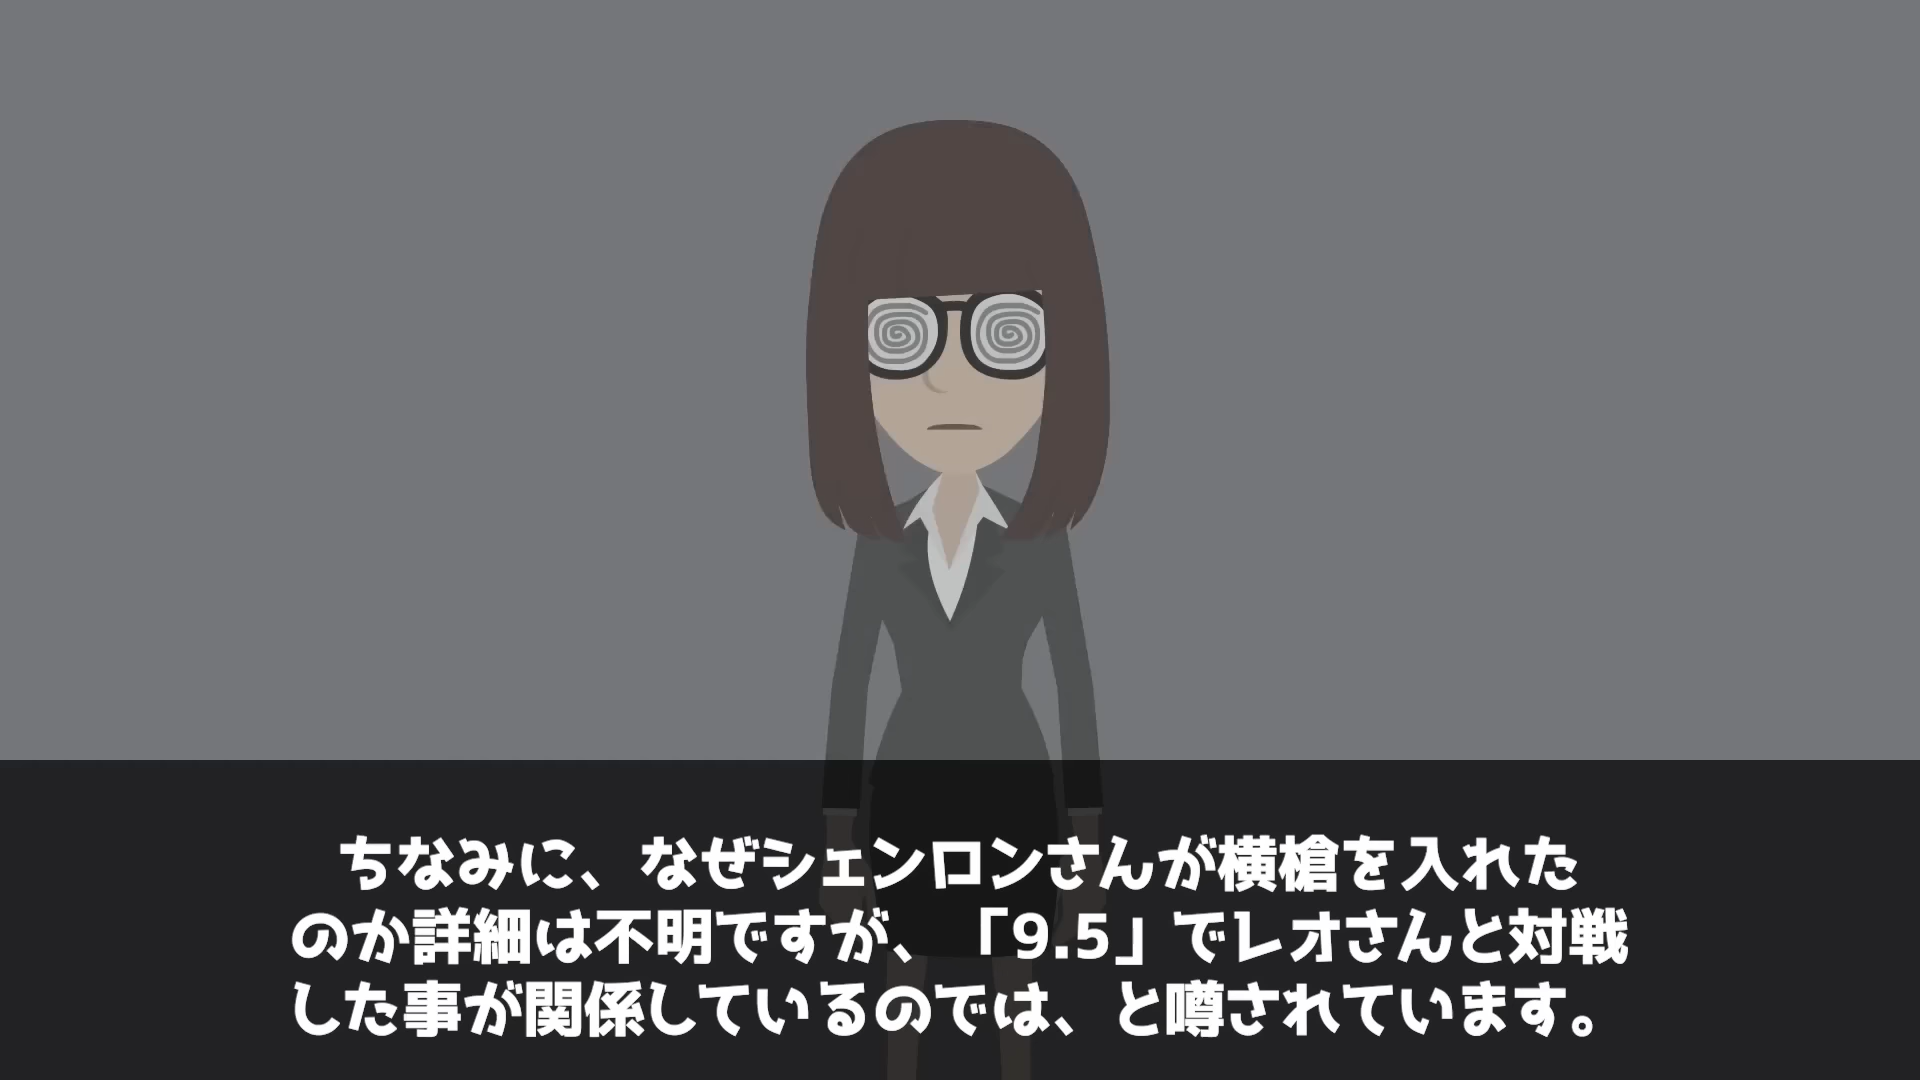 ちなみに、なぜシェンロンさんが横槍を入れた
のか詳細は不明ですが、「9.5」でレオさんと対戦
した事が関係しているのでは、と噂されています。